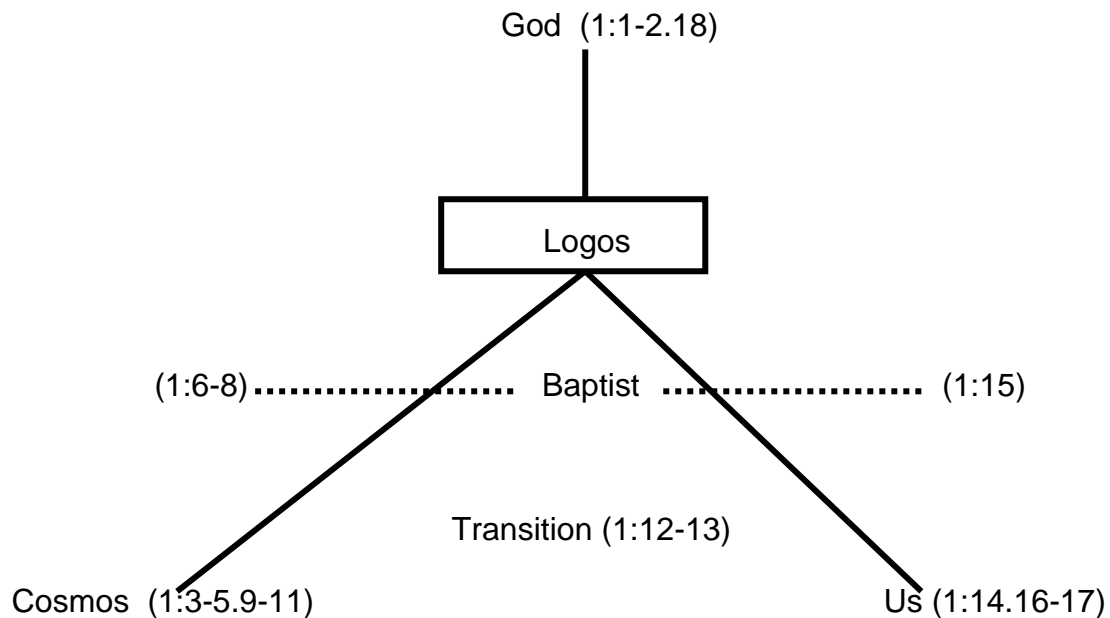 God (1:1-2.18)
Logos
(1:6-8) Baptist (1:15)
Transition (1:12-13)
Cosmos (1:3-5.9-11) Us (1:14.16-17)